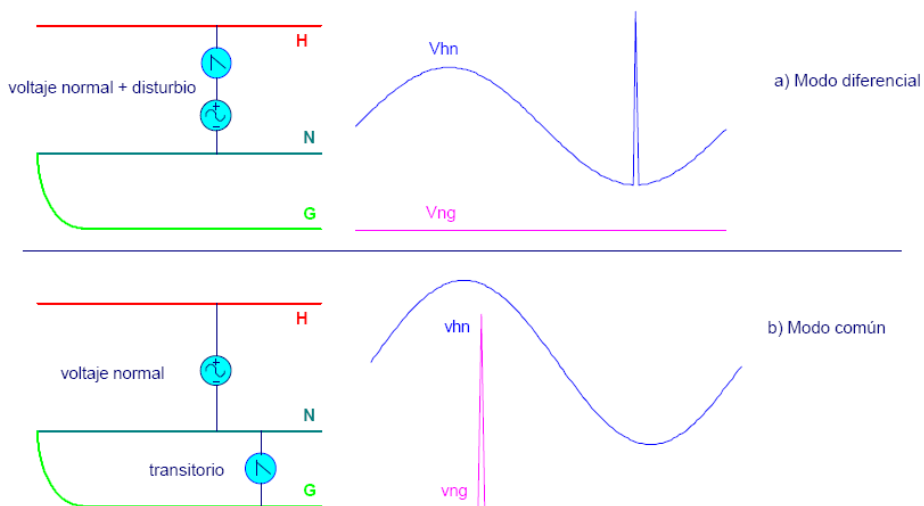 H
Vhn
a) Modo diferencial
voltaje normal + disturbio
N
G
Vng
H
vhn
b) Modo común
voltaje normal
N
transitorio
G
vng